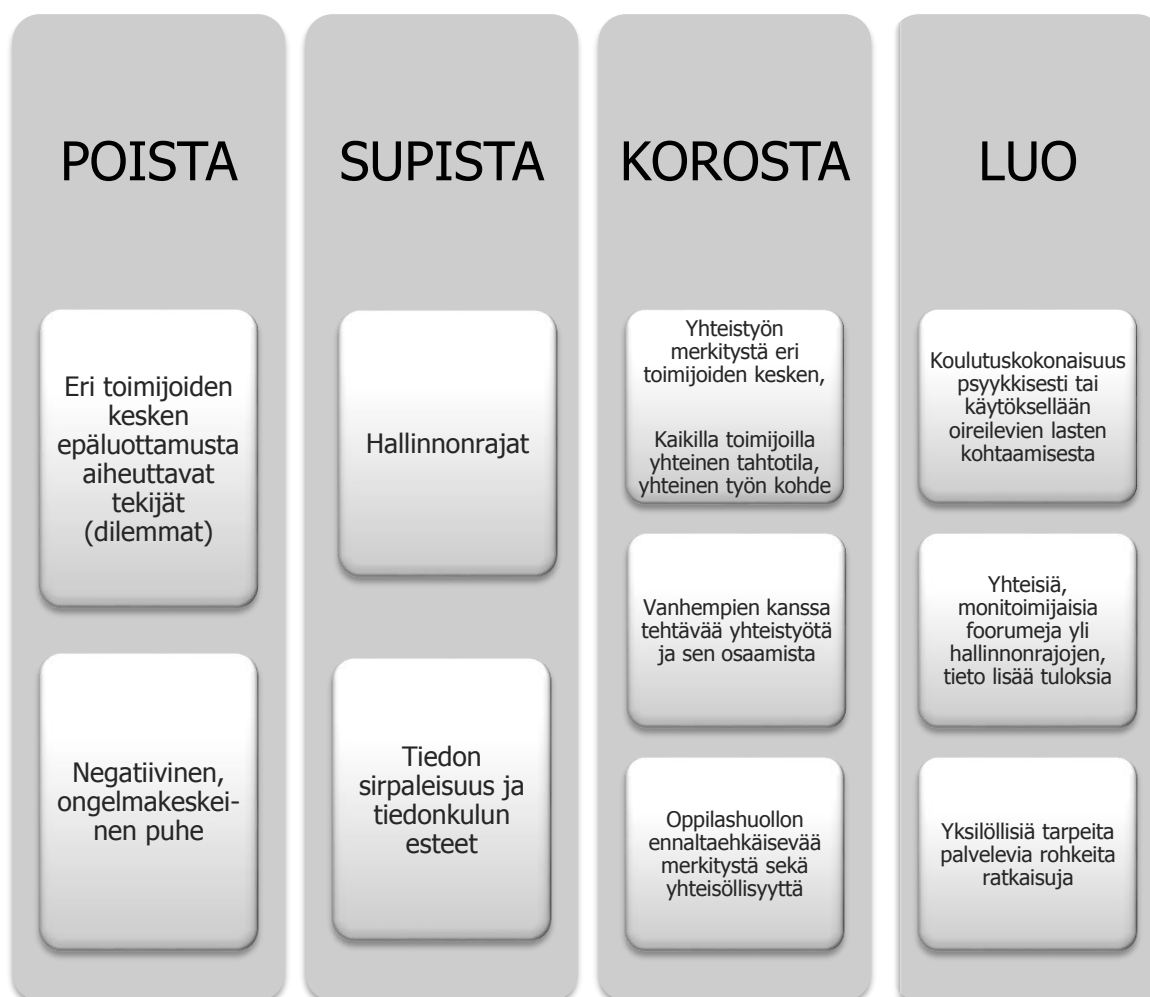 POISTA
Eri toimijoiden
kesken
epäluottamusta
aiheuttavat
tekijät
(dilemmat)
Negatiivinen,
ongelmakeskei-
nen puhe
SUPISTA
Hallinnonrajat
Tiedon
sirpaleisuus ja
tiedonkulun
esteet
KOROSTA
Yhteistyön
merkitystä eri
toimijoiden kesken,
Kaikilla toimijoilla
yhteinen tahtotila,
yhteinen työn kohde
Vanhempien kanssa
tehtävää yhteistyötä
ja sen osaamista
Oppilashuollon
ennaltaehkäisevää
merkitystä sekä
yhteisöllisyyttä
LUO
Koulutuskokonaisuus
psyykkisesti tai
käytöksellään
oireilevien lasten
kohtaamisesta
Yhteisiä,
monitoimijaisia
foorumeja yli
hallinnonrajojen,
tieto lisää tuloksia
Yksilöllisiä tarpeita
palvelevia rohkeita
ratkaisuja